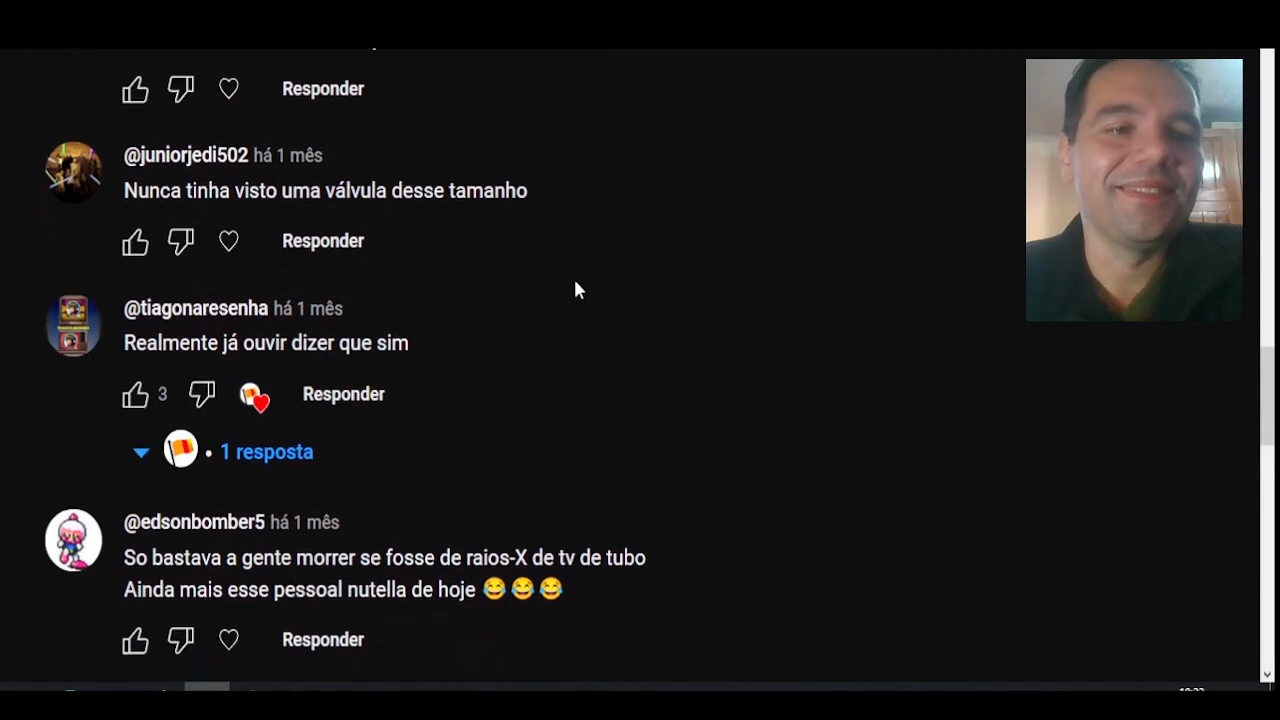 Responder
@juniorjedi502 há 1 mês
Nunca tinha visto uma válvula desse tamanho
Responder
@tiagonaresenha há 1 mês
Realmente já ouvir dizer que sim
3
Responder
• 1 resposta
@edsonbomber5 há 1 mês
So bastava a gente morrer se fosse de raios-X de tv de tubo
Ainda mais esse pessoal nutella de hoje 😂😂😂
Responder